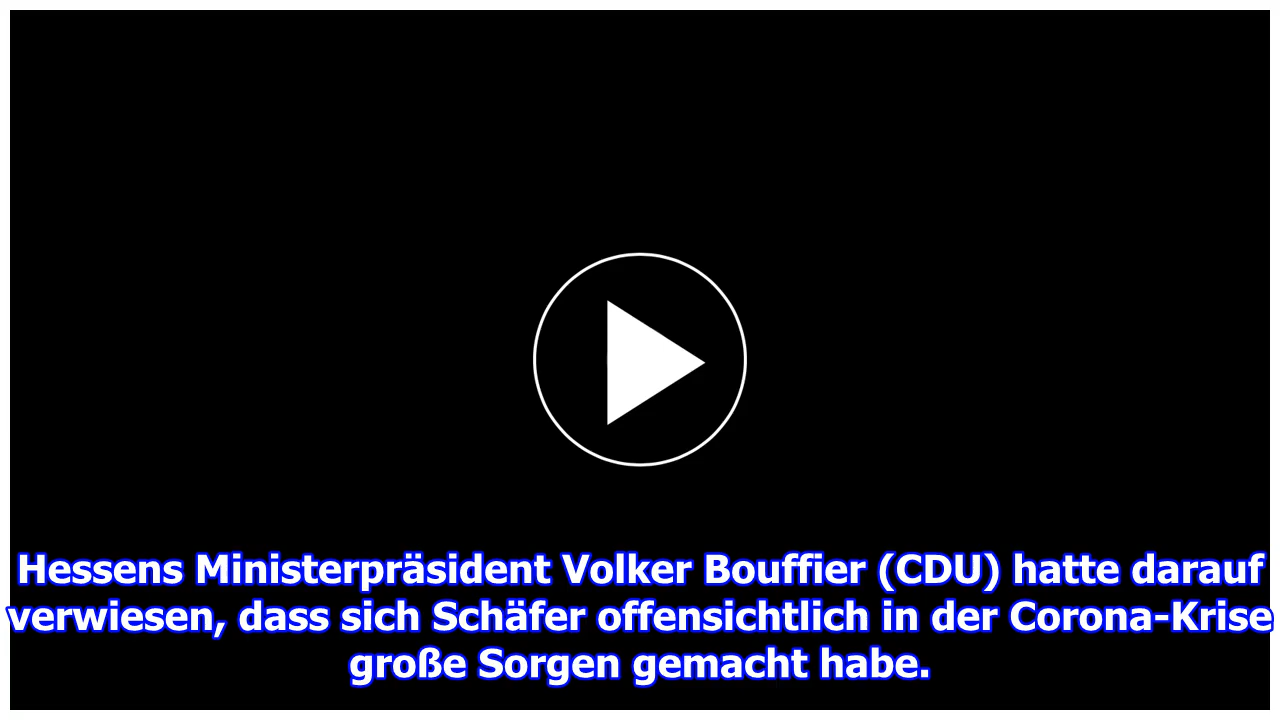 Hessens Ministerpräsident Volker Bouffier (CDU) hatte darauf
verwiesen, dass sich Schäfer offensichtlich in der Corona-Krise
große Sorgen gemacht habe.